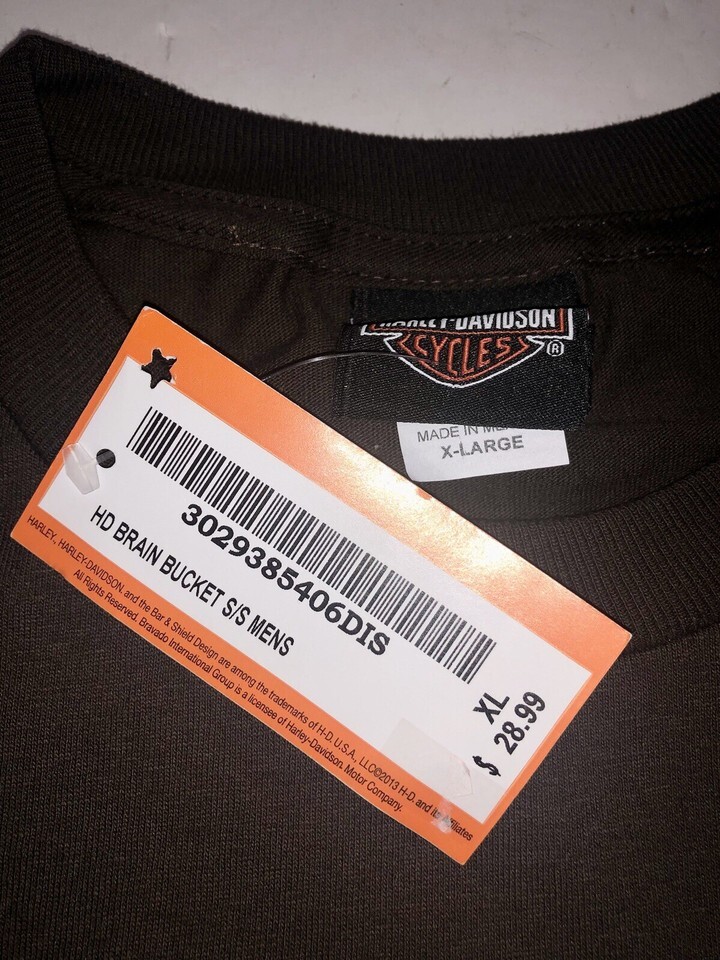 HARLEY-DAVIDSON
CYCLES ®
MADE IN
X-LARGE
3029385406DIS
HD BRAIN BUCKET S/S MENS
XL
$ 28.99
HARLEY, HARLEY-DAVIDSON, and the Bar & Shield Design are among the trademarks of H-D U.S.A., LLC©2013 H-D. and its Affiliates
All Rights Reserved. Bravado International Group is a licensee of Harley-Davidson Motor Company.